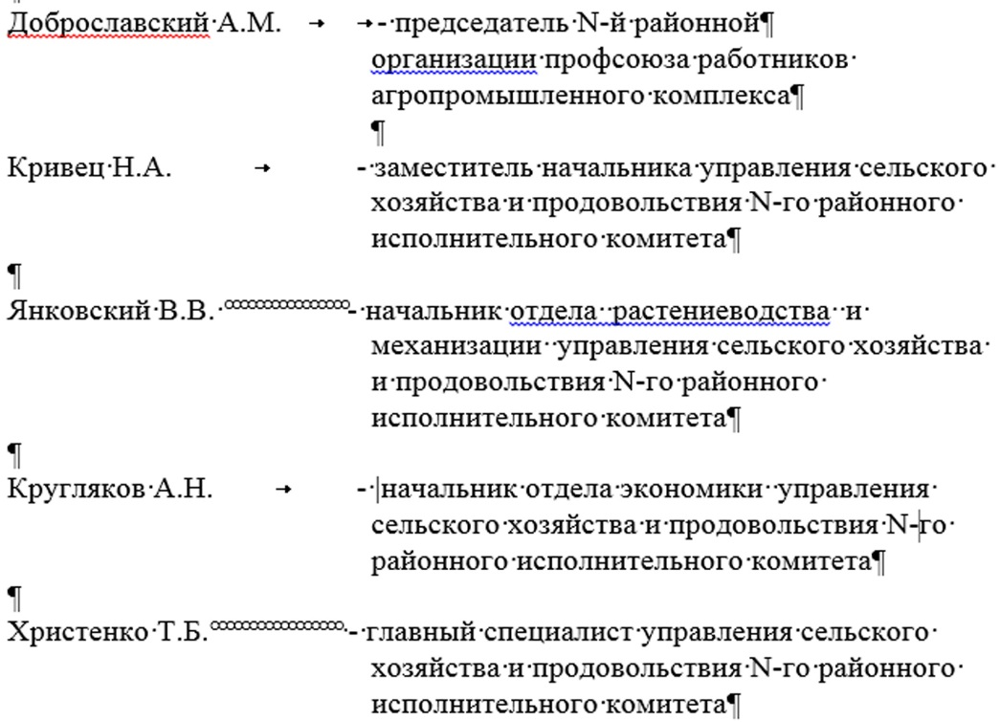 Доброславский А.М. - председатель N-й районной
организации профсоюза работников
агропромышленного комплекса
Кривец Н.А. - заместитель начальника управления сельского
хозяйства и продовольствия N-го районного
исполнительного комитета
Янковский В.В. - начальник отдела  растениеводства  и
механизации  управления сельского хозяйства
и продовольствия N-го районного
исполнительного комитета
Кругляков А.Н. - начальник отдела экономики  управления
сельского хозяйства и продовольствия N-го
районного исполнительного комитета
Христенко Т.Б. - главный специалист управления сельского
хозяйства и продовольствия N-го районного
исполнительного комитета